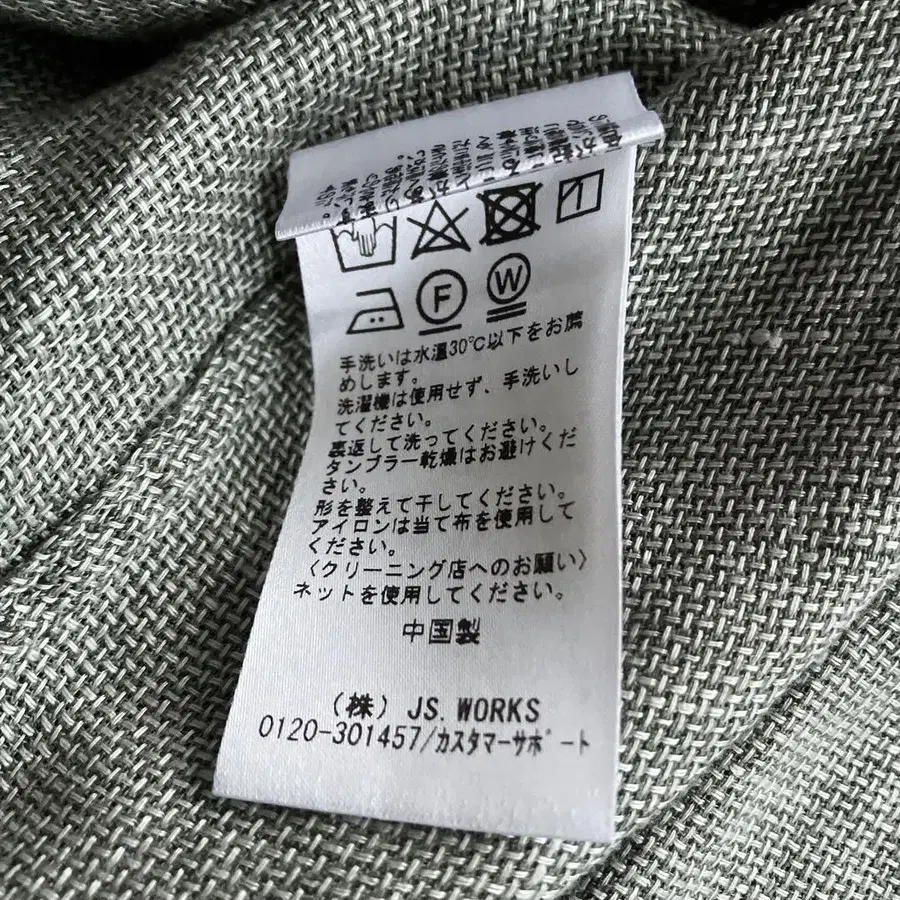 F
W
手洗いは水温30℃以下をお薦
めします。
洗濯機は使用せず、手洗いし
てください。
裏返して洗ってください。
タンブラー乾燥はお避けくだ
さい。
形を整えて干してください。
アイロンは当て布を使用して
ください。
〈クリーニング店へのお願い〉
ネットを使用してください。
中国製
(株) JS. WORKS
0120-301457/カスタマーサポート